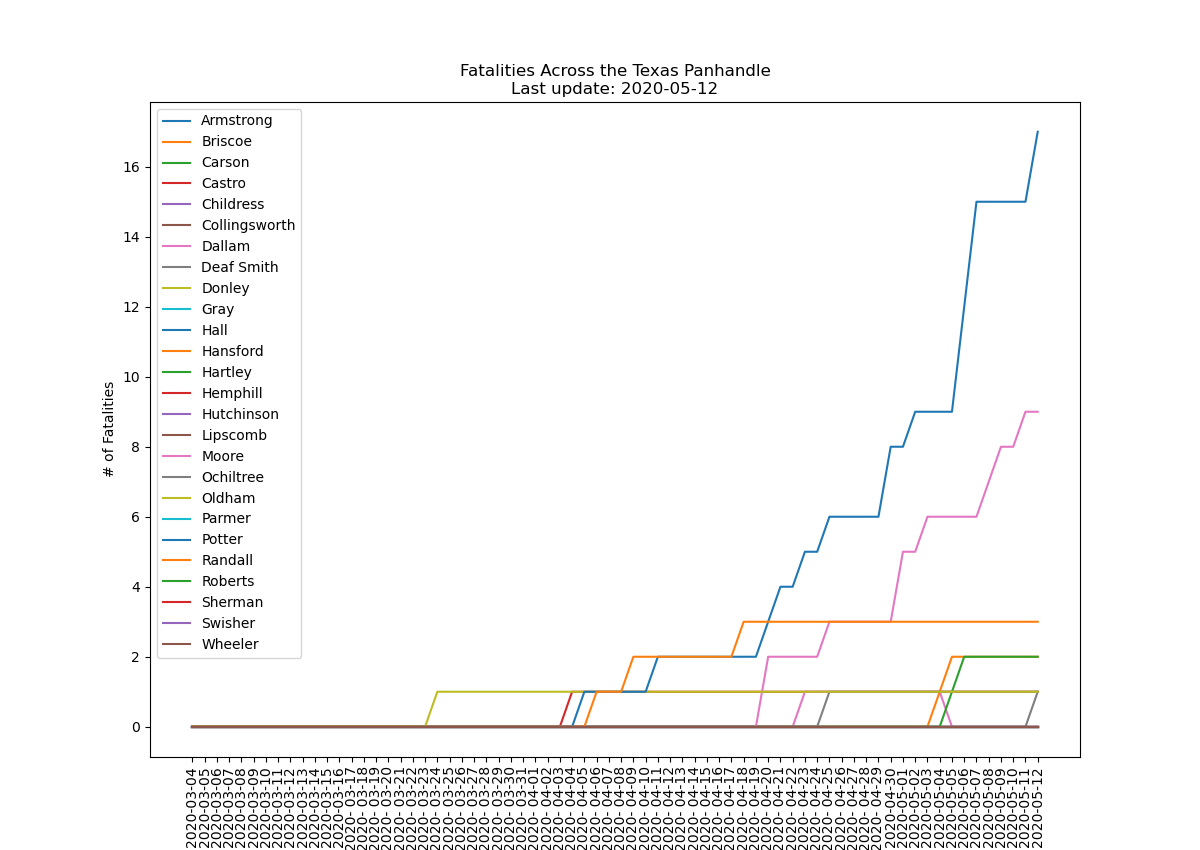 Fatalities Across the Texas Panhandle
Last update: 2020-05-12
# of Fatalities
16
14
12
10
8
6
4
2
0
Armstrong
Briscoe
Carson
Castro
Childress
Collingsworth
Dallam
Deaf Smith
Donley
Gray
Hall
Hansford
Hartley
Hemphill
Hutchinson
Lipscomb
Moore
Ochiltree
Oldham
Parmer
Potter
Randall
Roberts
Sherman
Swisher
Wheeler
2020-03-04
2020-03-05
2020-03-06
2020-03-07
2020-03-08
2020-03-09
2020-03-10
2020-03-11
2020-03-12
2020-03-13
2020-03-14
2020-03-15
2020-03-16
2020- 03-17
2020- 03-18
2020- 03-19
2020- 03-20
2020- 03-21
2020- 03-22
2020- 03-23
2020- 03-24
2020- 03-25
2020- 03-26
2020- 03-27
2020- 03-28
2020- 03-29
2020- 03-30
2020- 03-31
2020- 04-01
2020- 04-02
2020- 04-03
2020- 04-04
2020- 04-05
2020- 04-06
2020- 04-07
2020- 04-08
2020- 04-09
2020- 04-10
2020- 04-11
2020- 04-12
2020- 04-13
2020- 04-14
2020- 04-15
2020- 04-16
2020- 04-17
2020- 04-18
2020- 04-19
2020- 04-20
2020- 04-21
2020- 04-22
2020- 04-23
2020- 04-24
2020- 04-25
2020- 04-26
2020- 04-27
2020- 04-28
2020- 04-29
2020-04-30
2020-05-01
2020-05-02
2020-05-03
2020-05-04
2020-05-05
2020-05-06
2020-05-07
2020-05-08
2020-05-09
2020-05-10
2020-05-11
2020-05-12